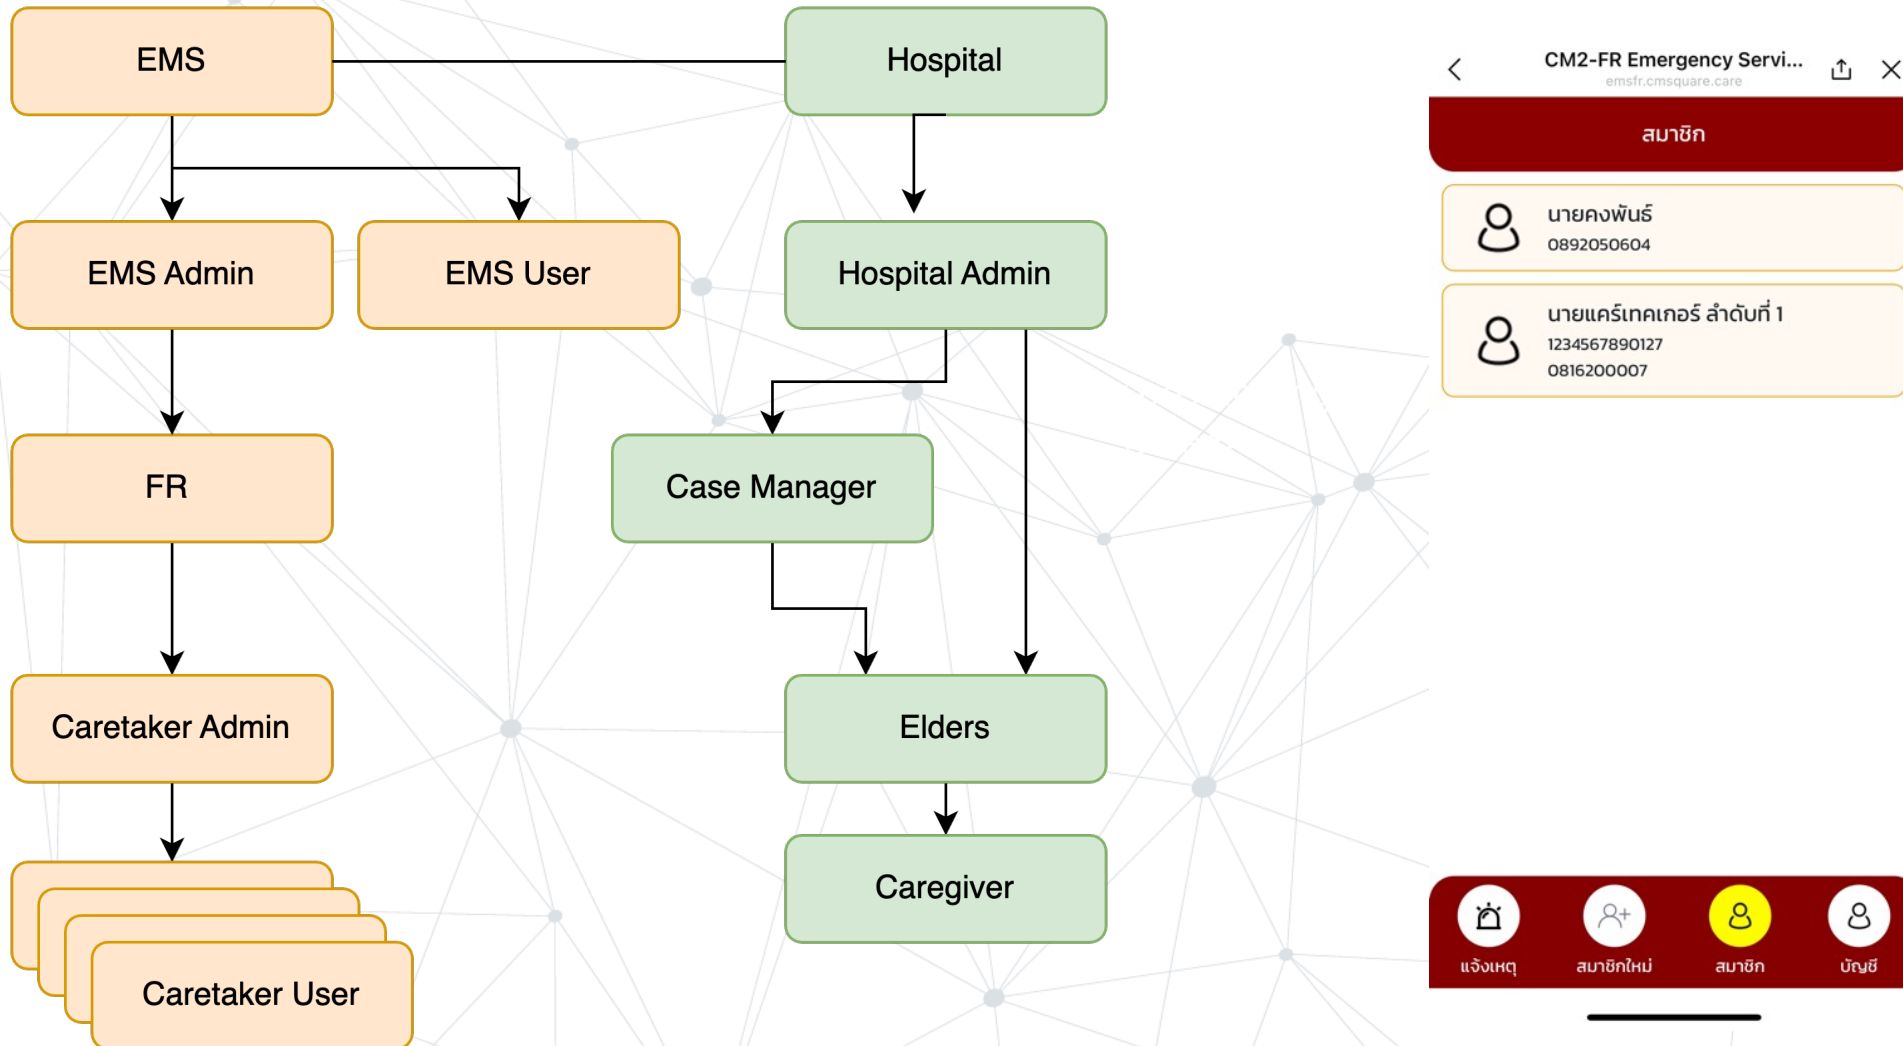 EMS
Hospital
EMS Admin
EMS User
Hospital Admin
FR
Case Manager
Caretaker Admin
Elders
Caregiver
Caretaker User
CM2-FR Emergency Servi...
emsfr.cmsquare.care
สมาชิก
นายคงพันธ์
0892050604
นายแคร์เทคเกอร์ ลำดับที่ 1
1234567890127
0816200007
แจ้งเหตุ
สมาชิกใหม่
สมาชิก
บัญชี